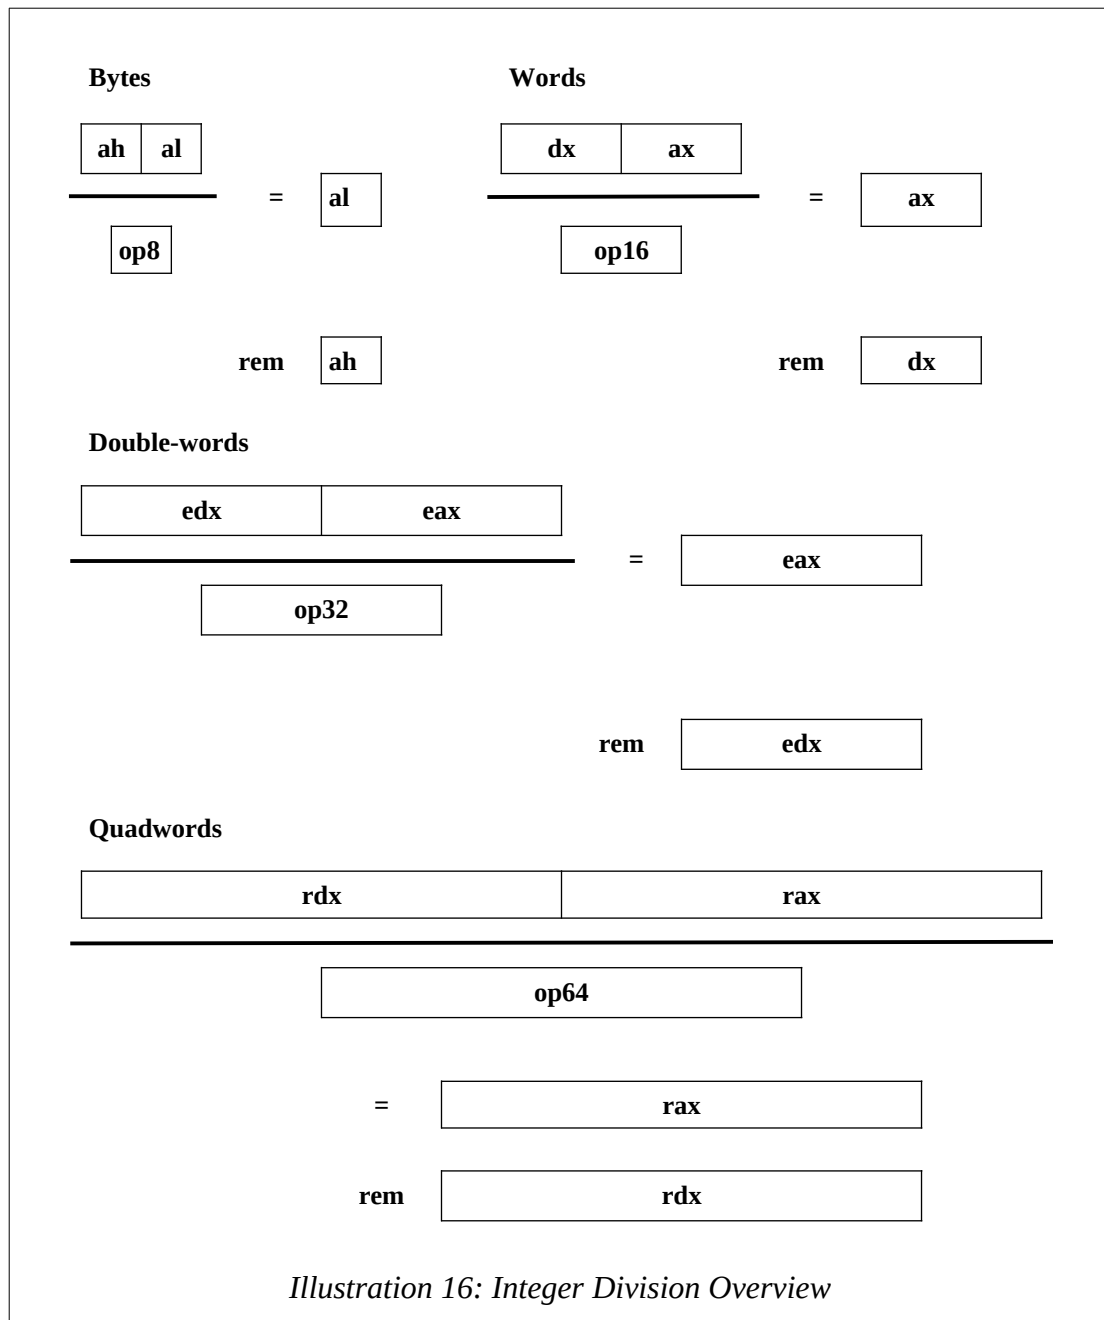 Bytes Words
ah al dx ax
= al = ax
op8 op16
rem ah rem dx
Double-words
edx eax
= eax
op32
rem edx
Quadwords
rdx rax
op64
= rax
rem rdx
Illustration 16: Integer Division Overview